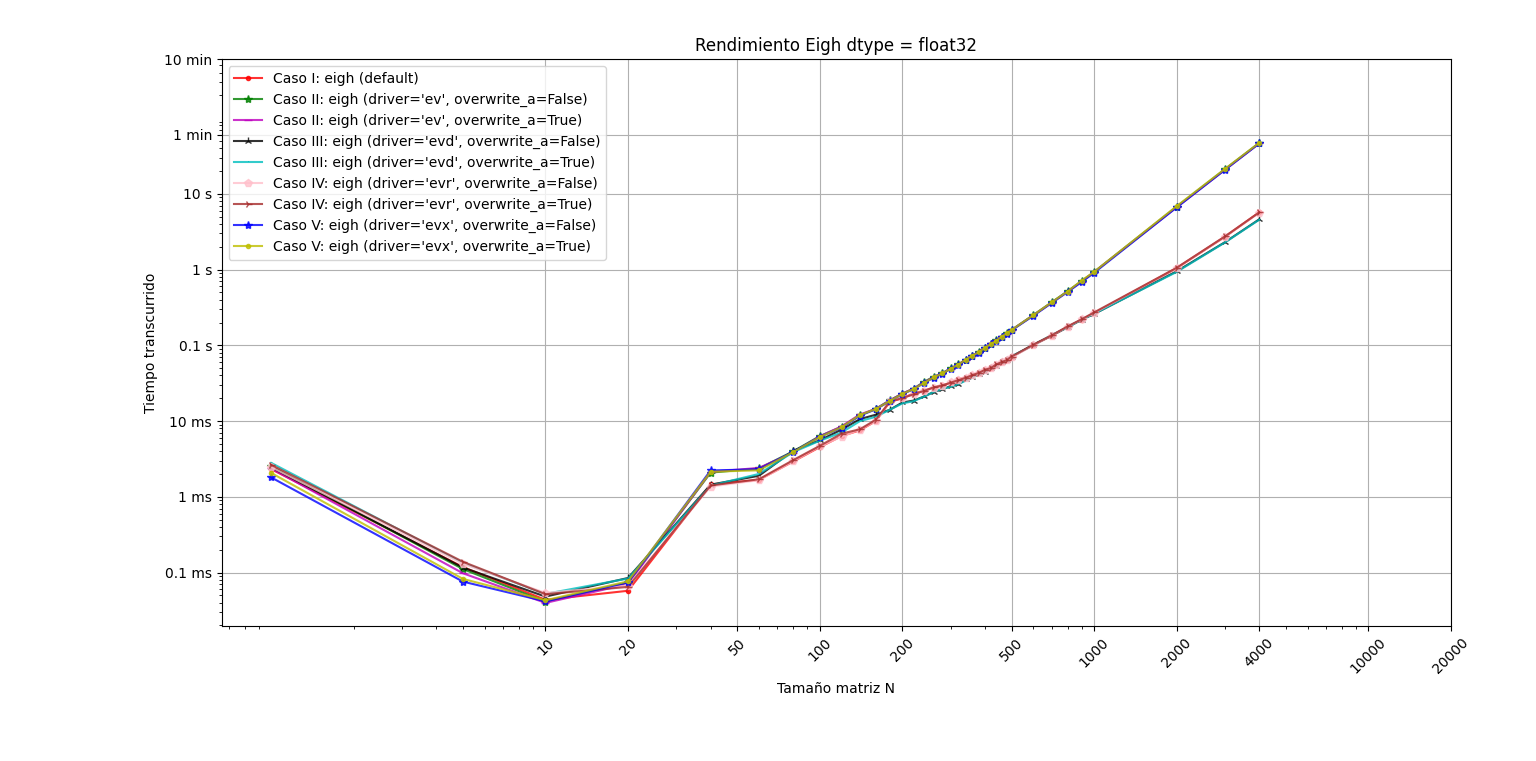 Rendimiento Eigh dtype = float32
10 min
1 min
10 s
1 s
0.1 s
10 ms
1 ms
0.1 ms
Tiempo transcurrido
Caso I: eigh (default)
Caso II: eigh (driver='ev', overwrite_a=False)
Caso II: eigh (driver='ev', overwrite_a=True)
Caso III: eigh (driver='evd', overwrite_a=False)
Caso III: eigh (driver='evd', overwrite_a=True)
Caso IV: eigh (driver='evr', overwrite_a=False)
Caso IV: eigh (driver='evr', overwrite_a=True)
Caso V: eigh (driver='evx', overwrite_a=False)
Caso V: eigh (driver='evx', overwrite_a=True)
10 20 50 100 200 500 1000 2000 4000 10000 20000
Tamaño matriz N